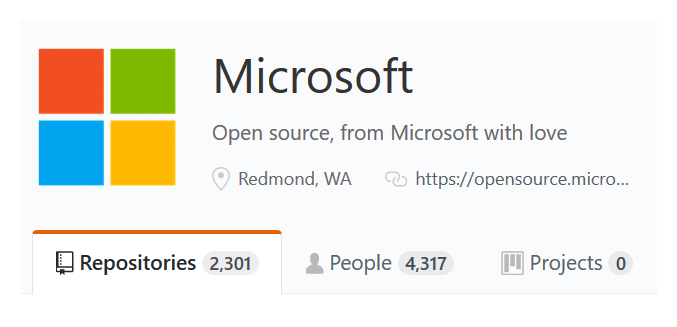 Microsoft
Open source, from Microsoft with love
Redmond, WA https://opensource.micro...
Repositories 2,301 People 4,317 Projects 0